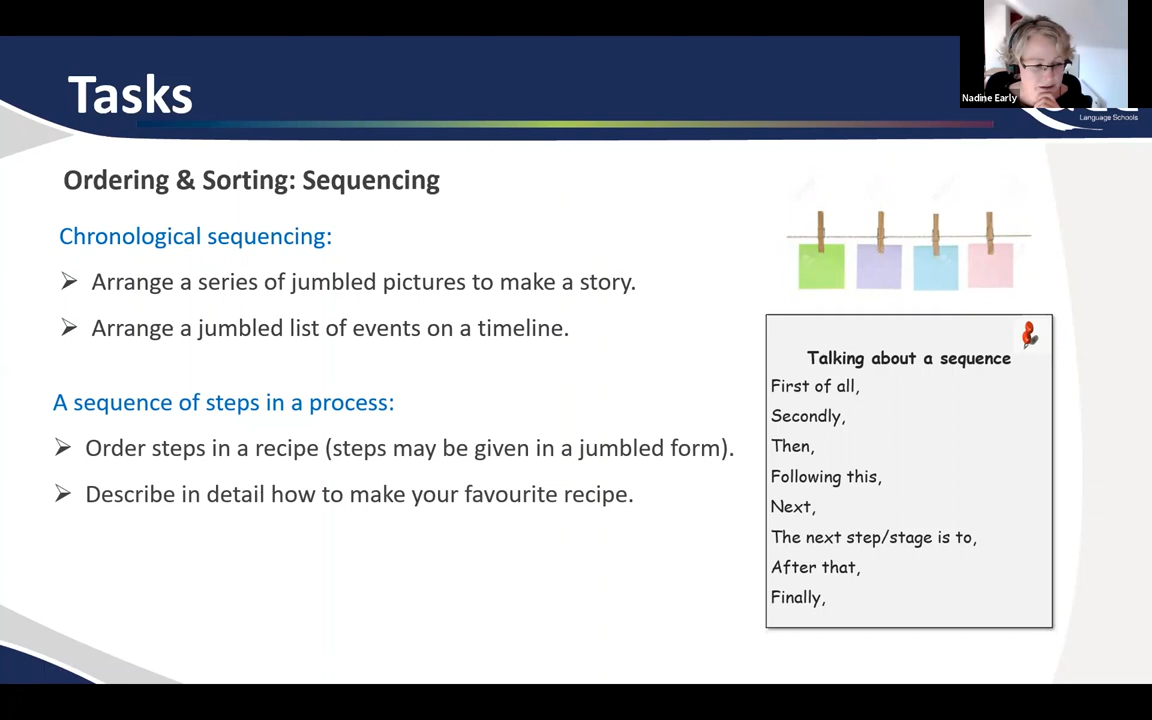 Tasks
Nadine Early
Language Schools
Ordering & Sorting: Sequencing
Chronological sequencing:
Arrange a series of jumbled pictures to make a story.
Arrange a jumbled list of events on a timeline.
A sequence of steps in a process:
Order steps in a recipe (steps may be given in a jumbled form).
Describe in detail how to make your favourite recipe.
Talking about a sequence
First of all,
Secondly,
Then,
Following this,
Next,
The next step/stage is to,
After that,
Finally,